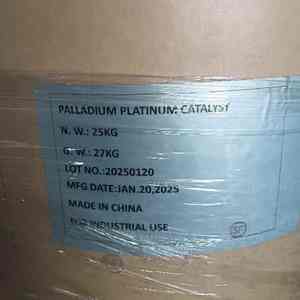 PALLADIUM PLATINUM CATALYST
N. W.: 25KG
G. W.: 27KG
LOT NO.:20250120
MFG DATE:JAN.20,2025
MADE IN CHINA
FOR INDUSTRIAL USE